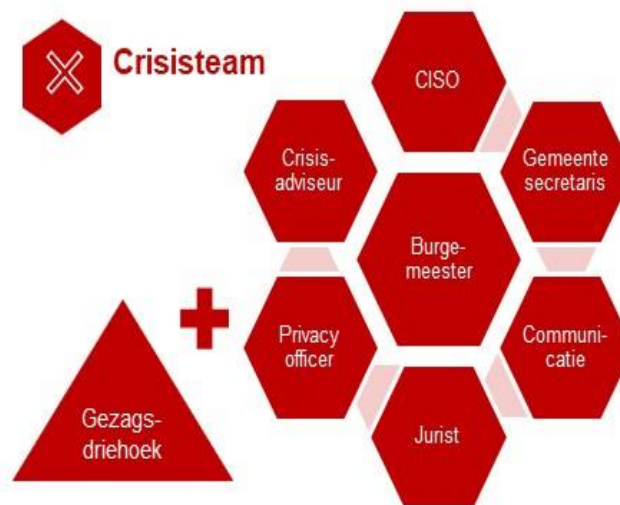 Crisisteam
CISO
Crisis-
adviseur
Gemeente
secretaris
Burge-
meester
Privacy
officer
Communi-
catie
Jurist
Gezags-
driehoek